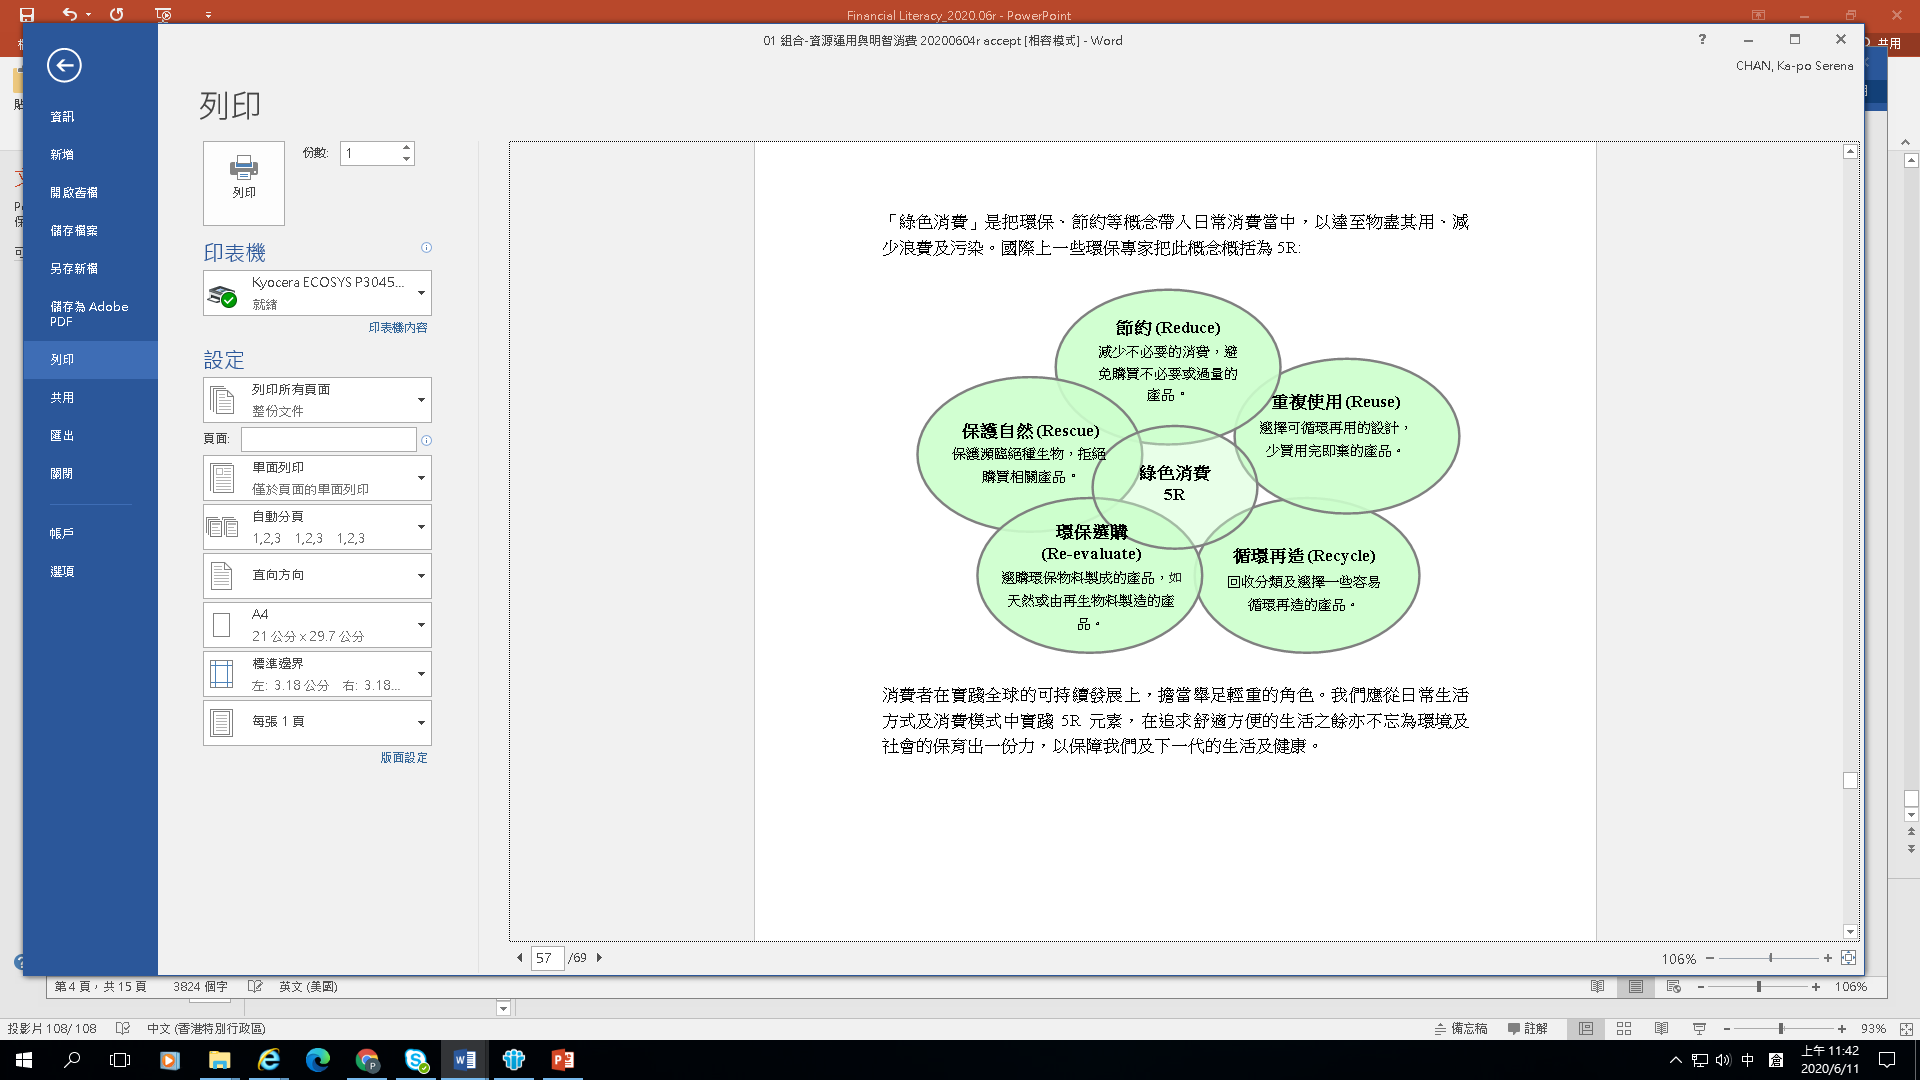 Financial Literacy_2020.06r - PowerPoint
共用
01 組合-資源運用與明智消費 20200604r accept [相容模式] - Word
?
CHAN, Ka-po Serena
資訊
新增
開啟舊檔
儲存檔案
另存新檔
儲存為 Adobe
PDF
列印
共用
匯出
關閉
帳戶
選項
列印
列印
份數:
1
印表機
Kyocera ECOSYS P3045...
就緒
印表機內容
設定
列印所有頁面
整份文件
頁面:
單面列印
僅於頁面的單面列印
自動分頁
1,2,3 1,2,3 1,2,3
直向方向
A4
21 公分 x 29.7 公分
標準邊界
左: 3.18 公分 右: 3.18...
每張 1 頁
版面設定
「綠色消費」是把環保、節約等概念帶入日常消費當中，以達至物盡其用、減
少浪費及污染。國際上一些環保專家把此概念概括為 5R:
節約 (Reduce)
減少不必要的消費，避
免購買不必要或過量的
產品。
重複使用 (Reuse)
選擇可循環再用的設計，
少買用完即棄的產品。
保護自然 (Rescue)
保護瀕臨絕種生物，拒絕
購買相關產品。
綠色消費
5R
環保選購
(Re-evaluate)
選購環保物料製成的產品，如
天然或由再生物料製造的產
品。
循環再造 (Recycle)
回收分類及選擇一些容易
循環再造的產品。
消費者在實踐全球的可持續發展上，擔當舉足輕重的角色。我們應從日常生活
方式及消費模式中實踐 5R 元素，在追求舒適方便的生活之餘亦不忘為環境及
社會的保育出一份力，以保障我們及下一代的生活及健康。
57 /69
106%
第 4 頁，共 15 頁 3824 個字 英文 (美國)
106%
投影片 108/ 108 中文 (香港特別行政區)
備忘稿 註解
93%
中 倉
上午 11:42
2020/6/11